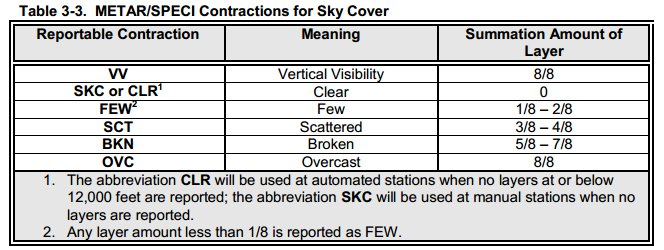 Table 3-3.  METAR/SPECI Contractions for Sky Cover
Reportable Contraction Meaning Summation Amount of
Layer
VV Vertical Visibility 8/8
SKC or CLR1 Clear 0
FEW2 Few 1/8 – 2/8
SCT Scattered 3/8 – 4/8
BKN Broken 5/8 – 7/8
OVC Overcast 8/8
1. The abbreviation CLR will be used at automated stations when no layers at or below
12,000 feet are reported; the abbreviation SKC will be used at manual stations when no
layers are reported.
2. Any layer amount less than 1/8 is reported as FEW.